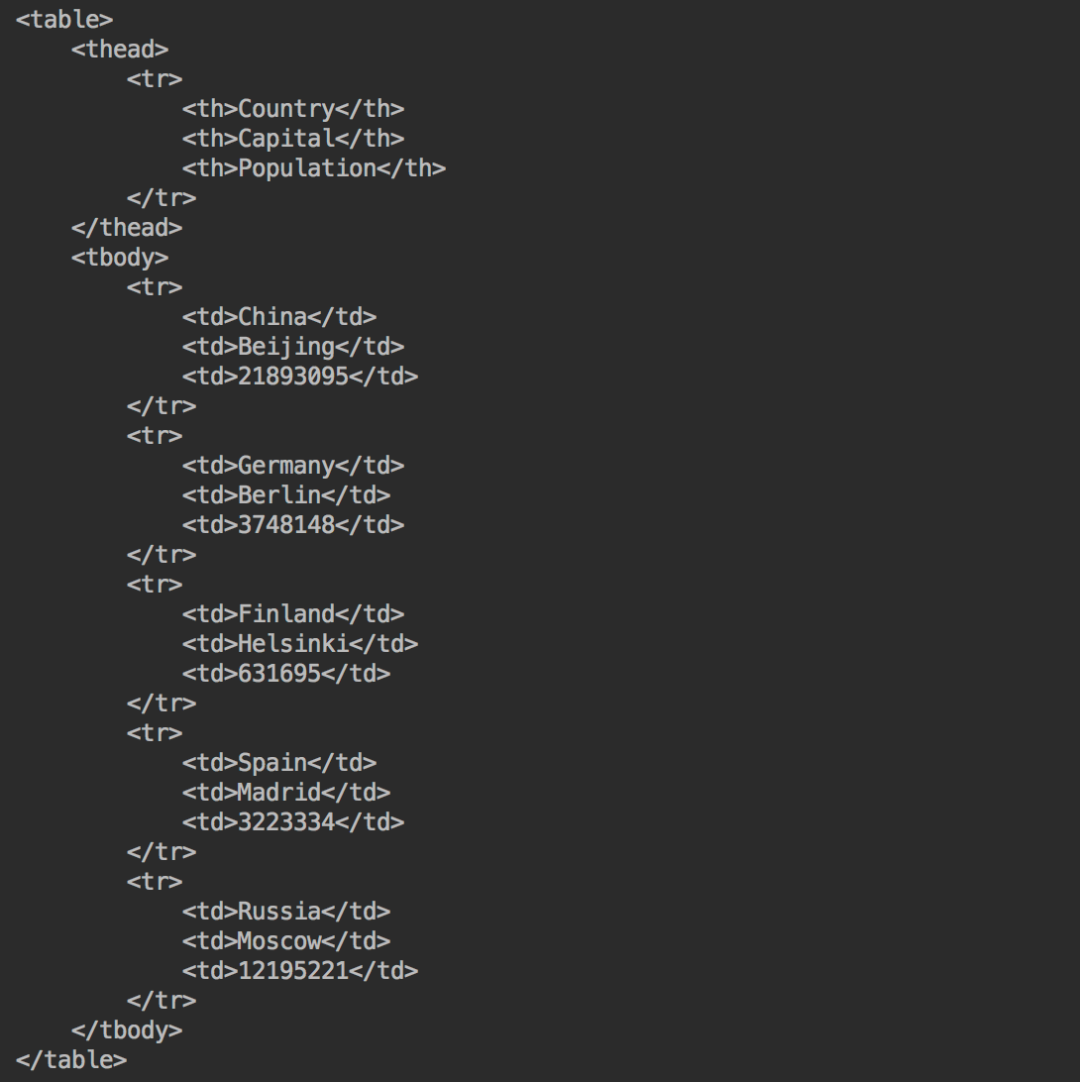 <table>
    <thead>
        <tr>
            <th>Country</th>
            <th>Capital</th>
            <th>Population</th>
        </tr>
    </thead>
    <tbody>
        <tr>
            <td>China</td>
            <td>Beijing</td>
            <td>21893095</td>
        </tr>
        <tr>
            <td>Germany</td>
            <td>Berlin</td>
            <td>3748148</td>
        </tr>
        <tr>
            <td>Finland</td>
            <td>Helsinki</td>
            <td>631695</td>
        </tr>
        <tr>
            <td>Spain</td>
            <td>Madrid</td>
            <td>3223334</td>
        </tr>
        <tr>
            <td>Russia</td>
            <td>Moscow</td>
            <td>12195221</td>
        </tr>
    </tbody>
</table>